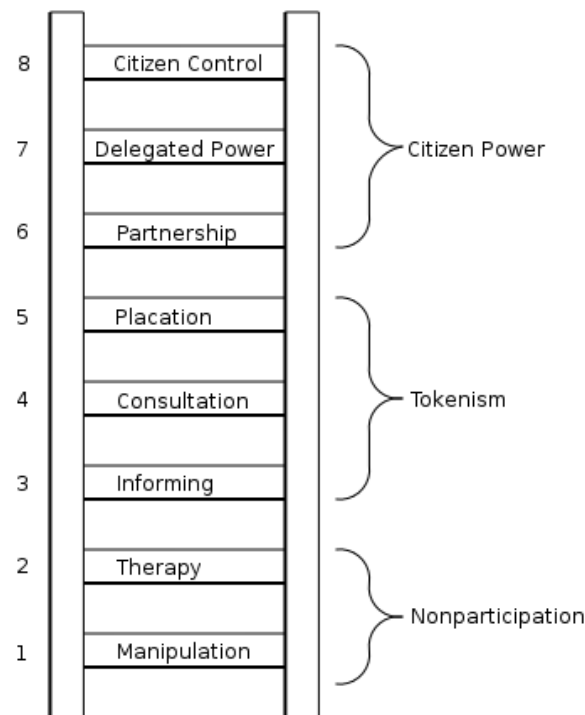 8 Citizen Control
7 Delegated Power Citizen Power
6 Partnership
5 Placation
4 Consultation Tokenism
3 Informing
2 Therapy
Nonparticipation
1 Manipulation